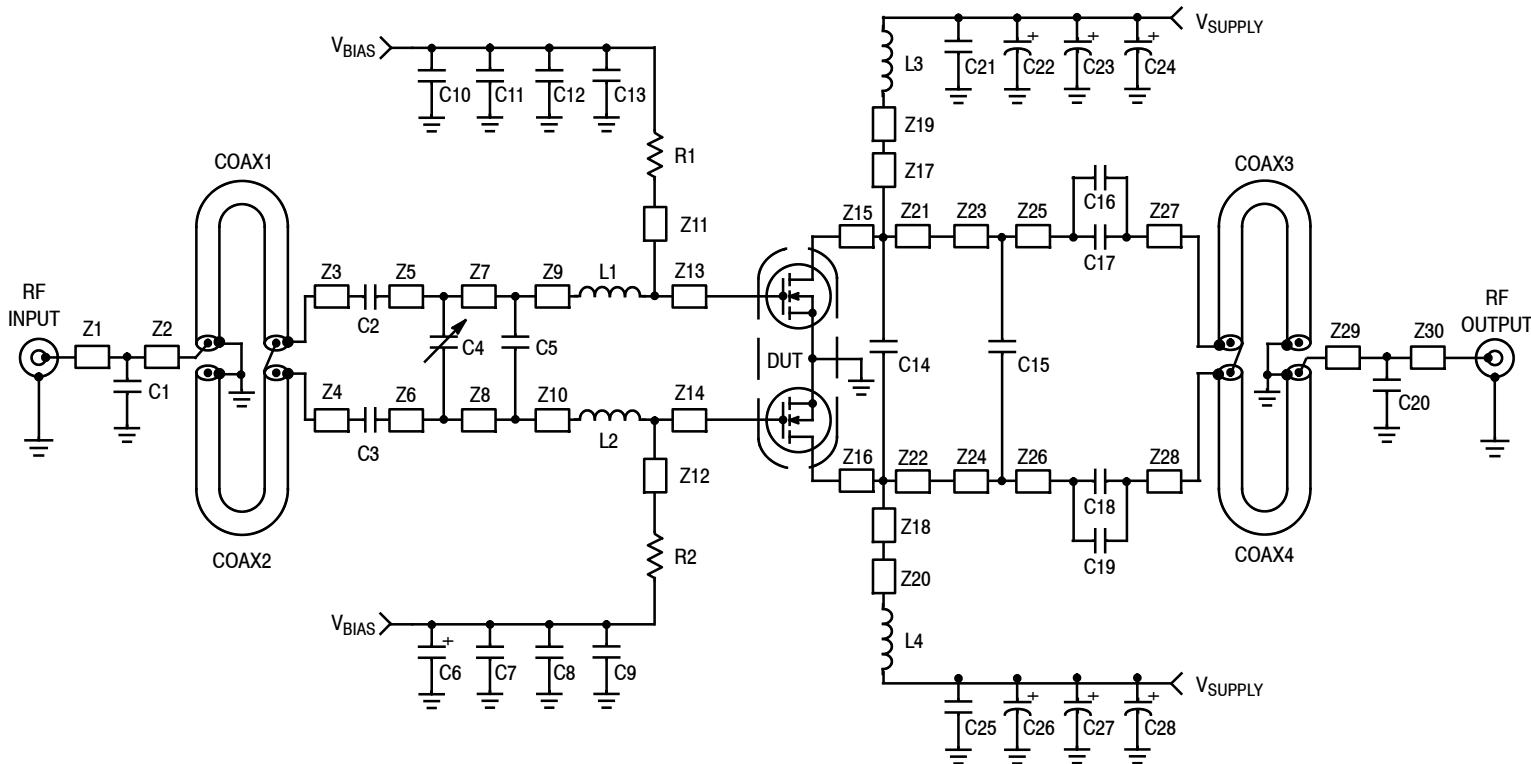 VBIAS
C10 C11 C12 C13
R1
Z11
L3
C21 C22 C23 C24
VSUPPLY
Z19
Z17
COAX1
COAX3
C16
Z15 Z21 Z23 Z25 C17 Z27
Z3 Z5 Z7 Z9 L1 Z13
C2
RF
INPUT
Z1 Z2
C1
C4 C5
DUT
C14 C15
RF
OUTPUT
Z29 Z30
C20
Z4 Z6 Z8 Z10 Z14
C3
L2
Z12
Z16 Z22 Z24 Z26 Z28
C18
C19
Z18
Z20
COAX2
COAX4
R2
VBIAS
C6 C7 C8 C9
L4
VSUPPLY
C25 C26 C27 C28